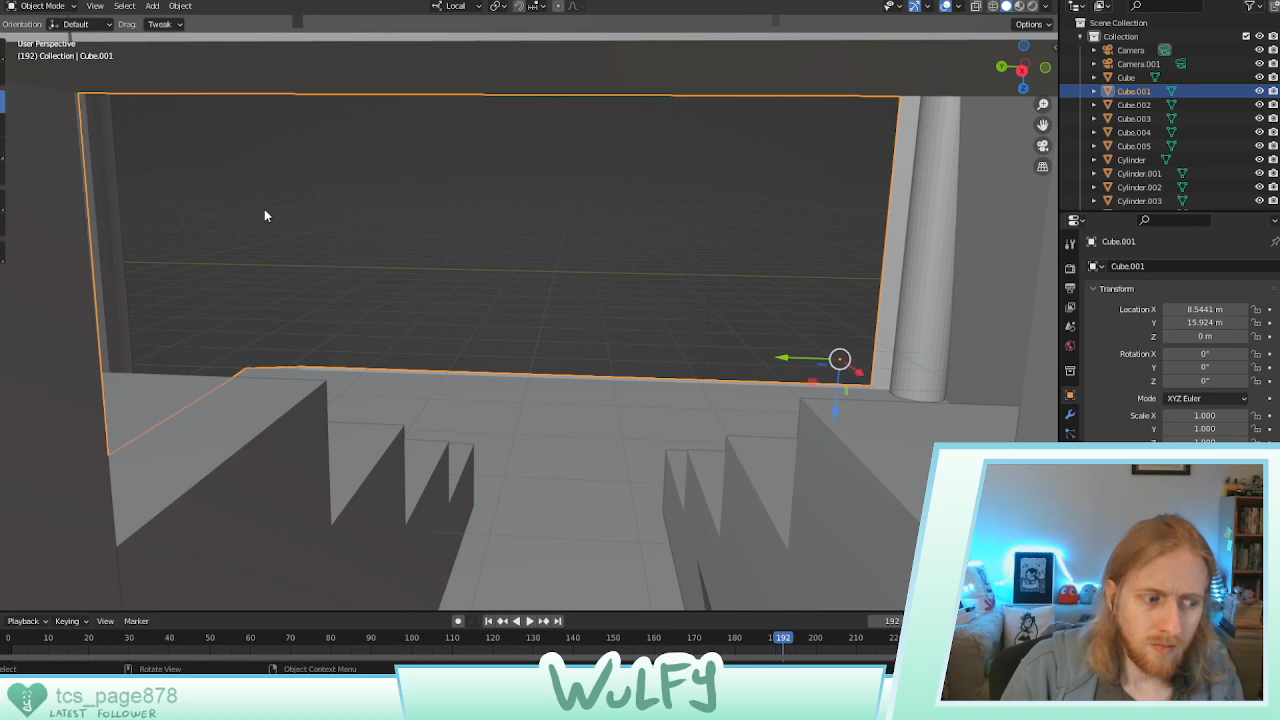 Object Mode View Select Add Object Local
Orientation: Default Drag: Tweak Options
User Perspective
(192) Collection | Cube.001
Y X Z
Scene Collection
Collection
Camera
Camera.001
Cube
Cube.001
Cube.002
Cube.003
Cube.004
Cube.005
Cylinder
Cylinder.001
Cylinder.002
Cylinder.003
Cube.001
Cube.001
Transform
Location X 8.5441 m
Y 15.924 m
Z 0 m
Rotation X 0°
Y 0°
Z 0°
Mode XYZ Euler
Scale X 1.000
Y 1.000
Playback Keying View Marker 192
0 10 20 30 40 50 60 70 80 90 100 110 120 130 140 150 160 170 180 192 200 210
Rotate View Object Context Menu
tcs_page878
LATEST FOLLOWER
WULFY